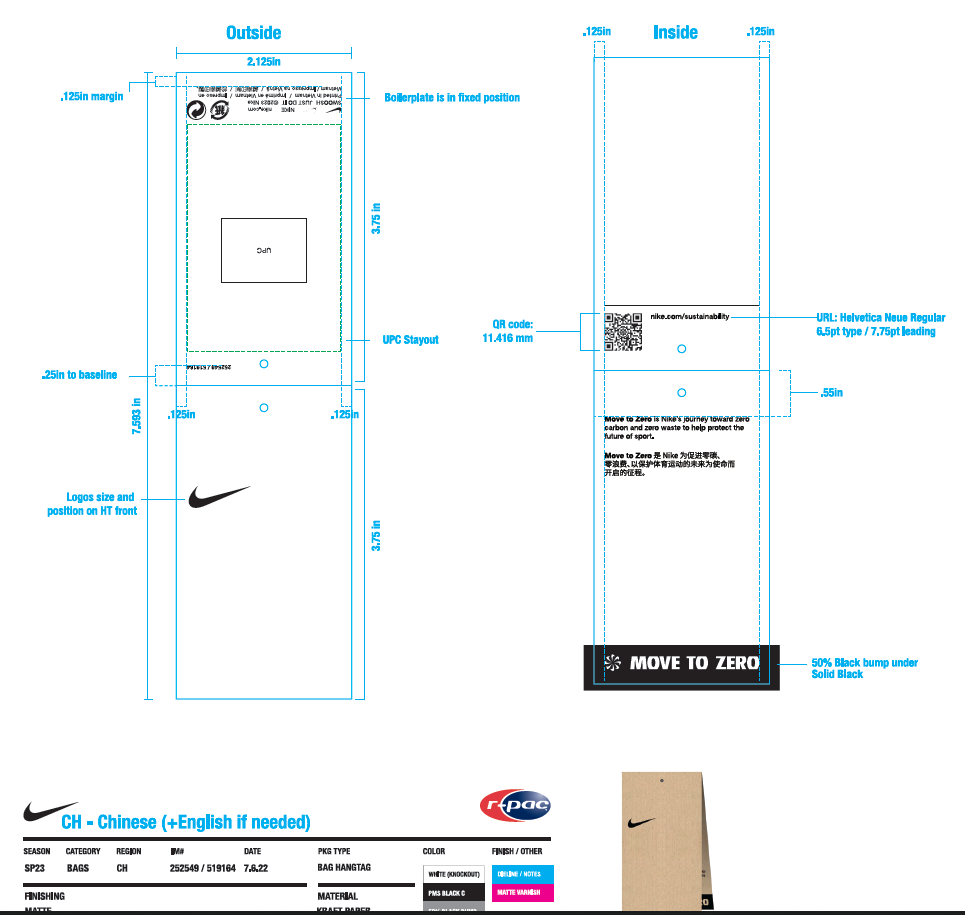 Outside
2.125in
.125in margin
Vietnam / Impreso na Vietnã /
Printed in Vietnam / Imprimé en Vietnam / Impreso en
SWOOSH JUST DO IT ©2023 Nike
NIKE nike.com
Boilerplate is in fixed position
3.75 in
UPC
UPC Stayout
.25in to baseline
.125in
.125in
7.593 in
Logos size and
position on HT front
3.75 in
.125in
Inside
.125in
QR code:
11.416 mm
nike.com/sustainability
URL: Helvetica Neue Regular
6.5pt type / 7.75pt leading
.55in
Move to Zero is Nike's journey toward zero
carbon and zero waste to help protect the
future of sport.
Move to Zero 是 Nike 为促进零碳、
零浪费、以保护体育运动的未来为使命而
开启的征程。
MOVE TO ZERO
50% Black bump under
Solid Black
CH - Chinese (+English if needed)
r-pac
SEASON CATEGORY REGION IM# DATE PKG TYPE COLOR FINISH / OTHER
SP23 BAGS CH 252549 / 519164 7.6.22 BAG HANGTAG
WHITE (KNOCKOUT) DIELINE / NOTES
PMS BLACK C MATTE VARNISH
FINISHING MATERIAL
MATTE KRAFT PAPER